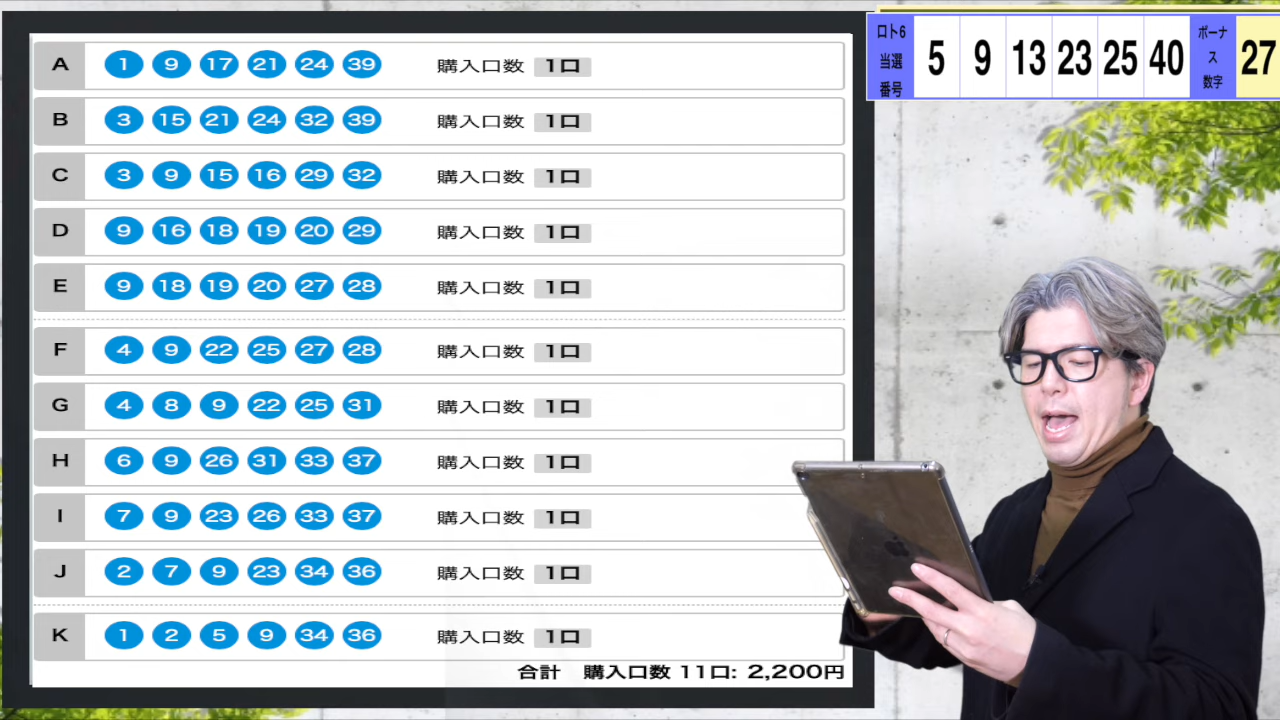 A 1 9 17 21 24 39 購入口数 1口
B 3 15 21 24 32 39 購入口数 1口
C 3 9 15 16 29 32 購入口数 1口
D 9 16 18 19 20 29 購入口数 1口
E 9 18 19 20 27 28 購入口数 1口
F 4 9 22 25 27 28 購入口数 1口
G 4 8 9 22 25 31 購入口数 1口
H 6 9 26 31 33 37 購入口数 1口
I 7 9 23 26 33 37 購入口数 1口
J 2 7 9 23 34 36 購入口数 1口
K 1 2 5 9 34 36 購入口数 1口
合計 購入口数 11口: 2,200円
ロト6
当選
番号
5 9 13 23 25 40
ボーナ
ス
数字
27